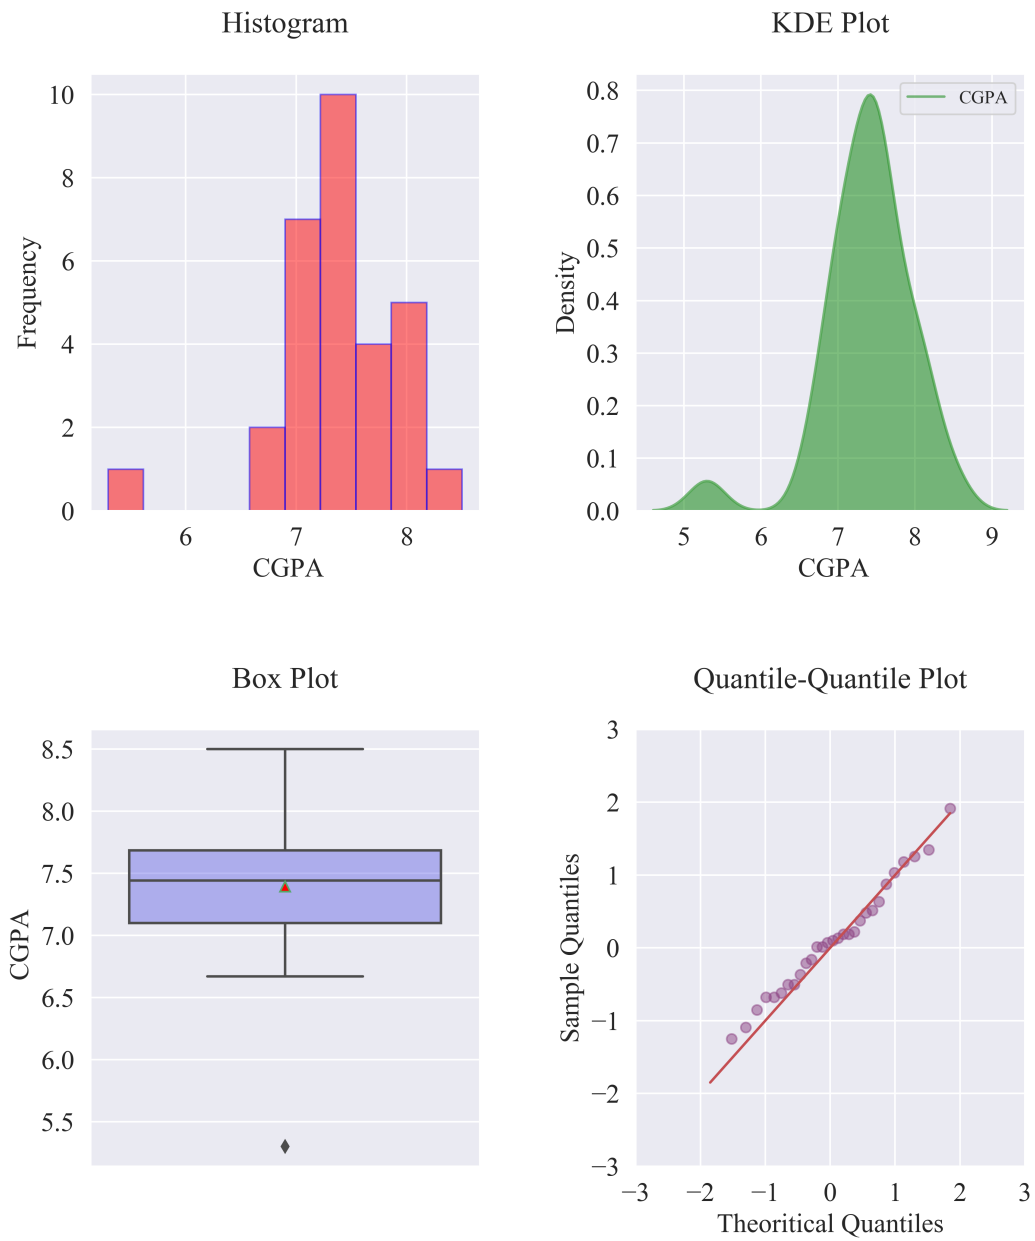 Histogram
10
8
6
4
2
0
Frequency
6 7 8
CGPA
KDE Plot
CGPA
0.8
0.7
0.6
0.5
0.4
0.3
0.2
0.1
0.0
Density
5 6 7 8 9
CGPA
Box Plot
8.5
8.0
7.5
7.0
6.5
6.0
5.5
CGPA
Quantile-Quantile Plot
3
2
1
0
−1
−2
−3
Sample Quantiles
−3 −2 −1 0 1 2 3
Theoritical Quantiles